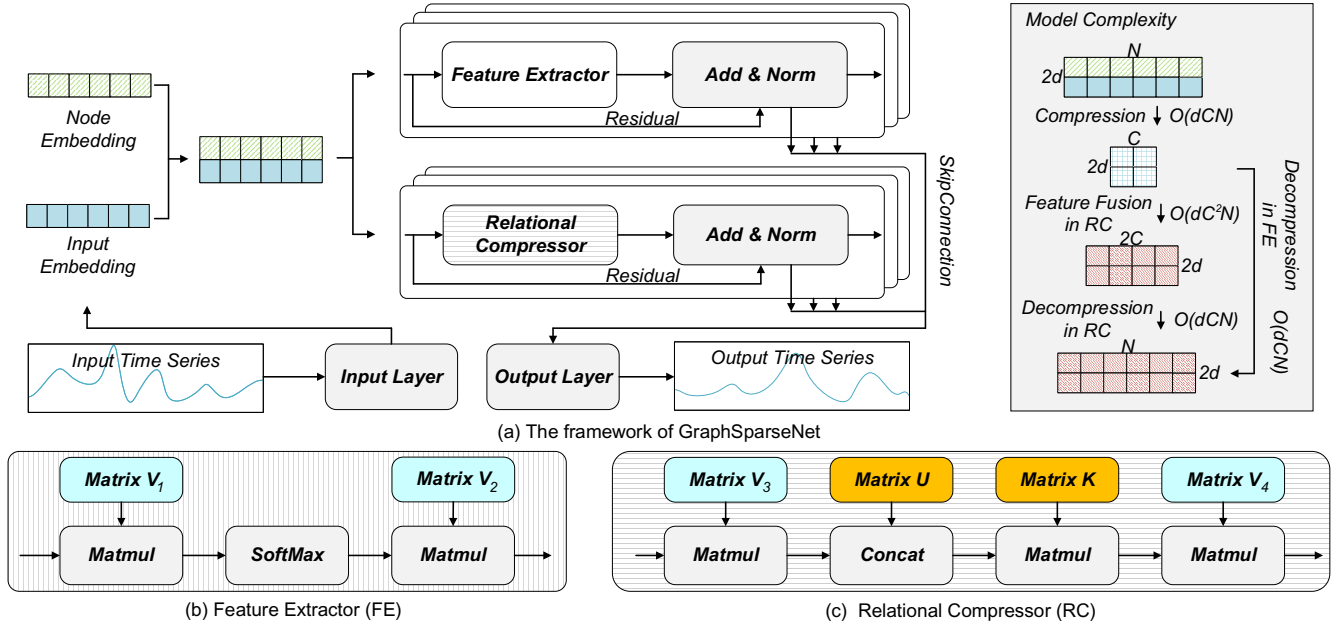 Node
Embedding
Input
Embedding
Feature Extractor
Add & Norm
Residual
Relational
Compressor
Add & Norm
Residual
SkipConnection
Input Time Series
Input Layer
Output Layer
Output Time Series
Model Complexity
N
2d
Compression
O(dCN)
C
2d
Feature Fusion
in RC
O(dC²N)
2C
2d
Decompression
in RC
O(dCN)
N
2d
Decompression
in FE
O(dCN)
(a) The framework of GraphSparseNet
Matrix V₁
Matrix V₂
Matmul
SoftMax
Matmul
(b) Feature Extractor (FE)
Matrix V₃
Matrix U
Matrix K
Matrix V₄
Matmul
Concat
Matmul
Matmul
(c) Relational Compressor (RC)